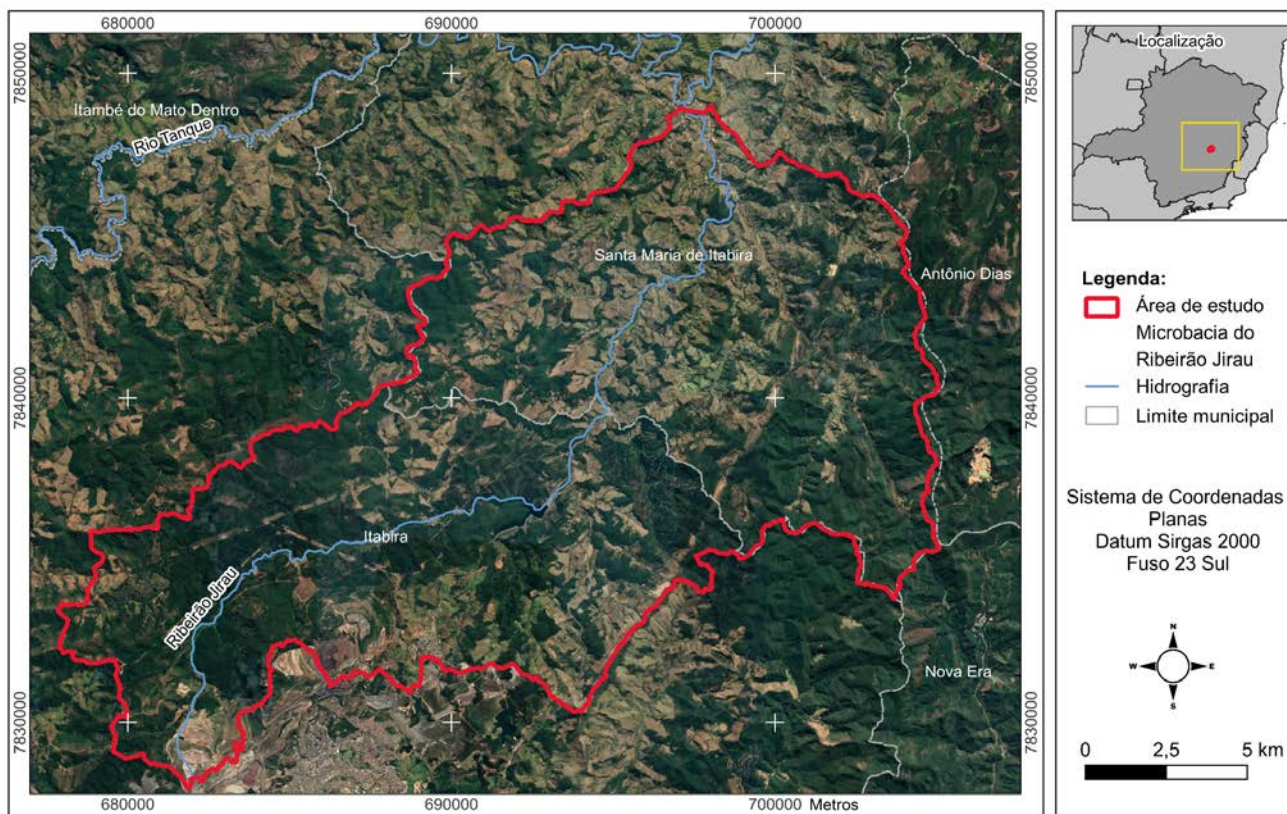 680000
690000
700000
7850000
7850000
Itambé do Mato Dentro
Rio Tanque
Santa Maria de Itabira
Antônio Dias
7840000
7840000
Itabira
Ribeirão Jirau
Nova Era
7830000
7830000
680000
690000
700000
Metros
Localização
Legenda:
Área de estudo
Microbacia do
Ribeirão Jirau
Hidrografia
Limite municipal
Sistema de Coordenadas
Planas
Datum Sirgas 2000
Fuso 23 Sul
N
W
E
S
0
2,5
5 km